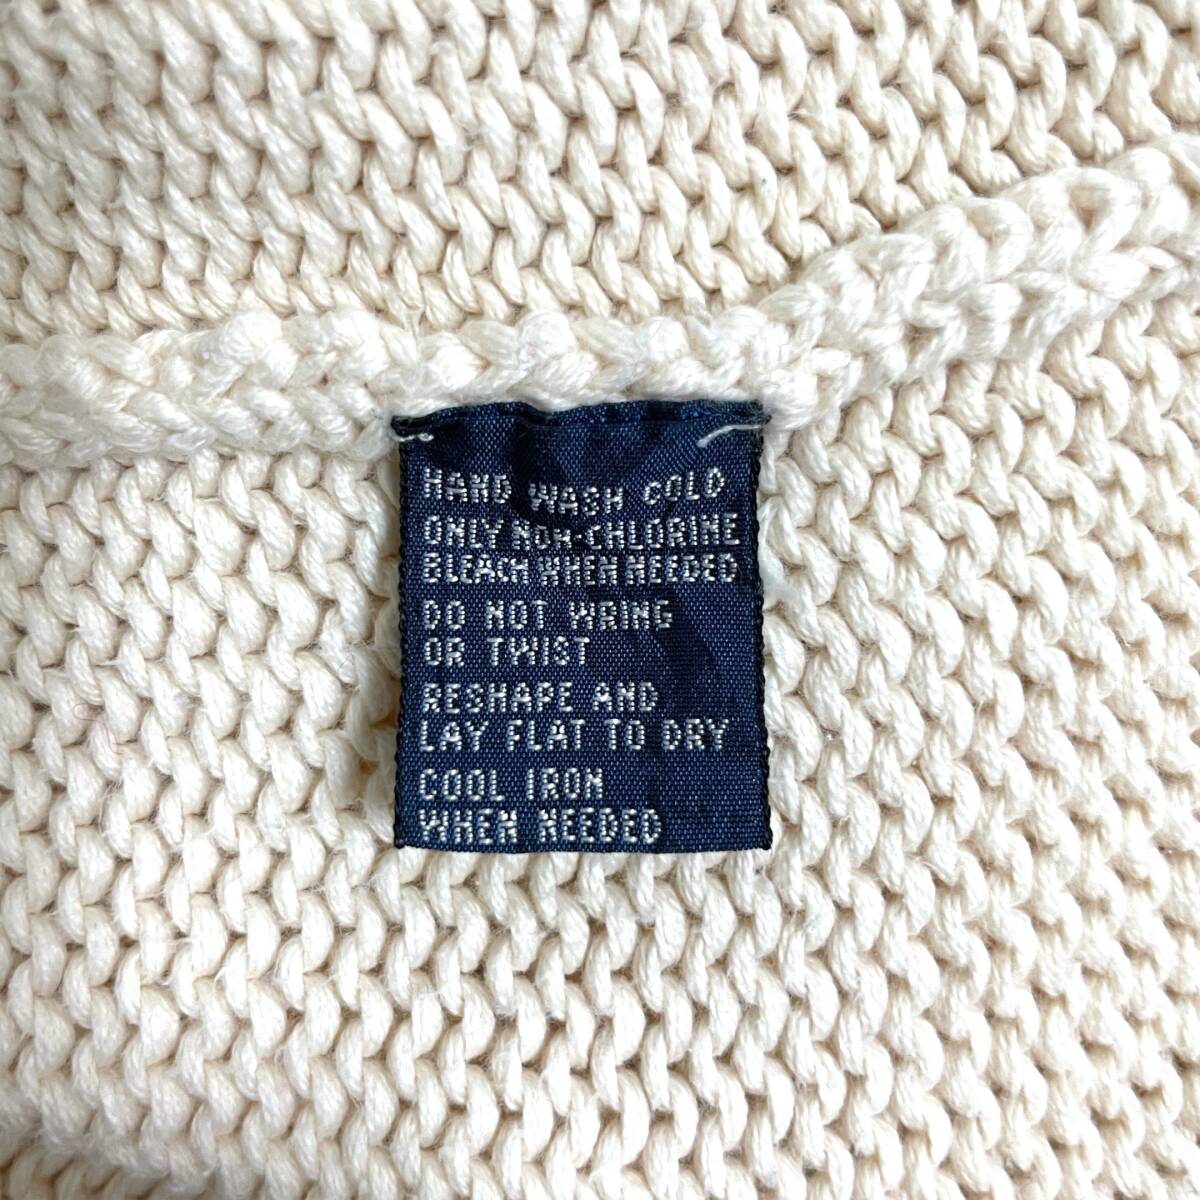 HAND WASH COLD
ONLY NON-CHLORINE
BLEACH WHEN NEEDED
DO NOT WRING
OR TWIST
RESHAPE AND
LAY FLAT TO DRY
COOL IRON
WHEN NEEDED